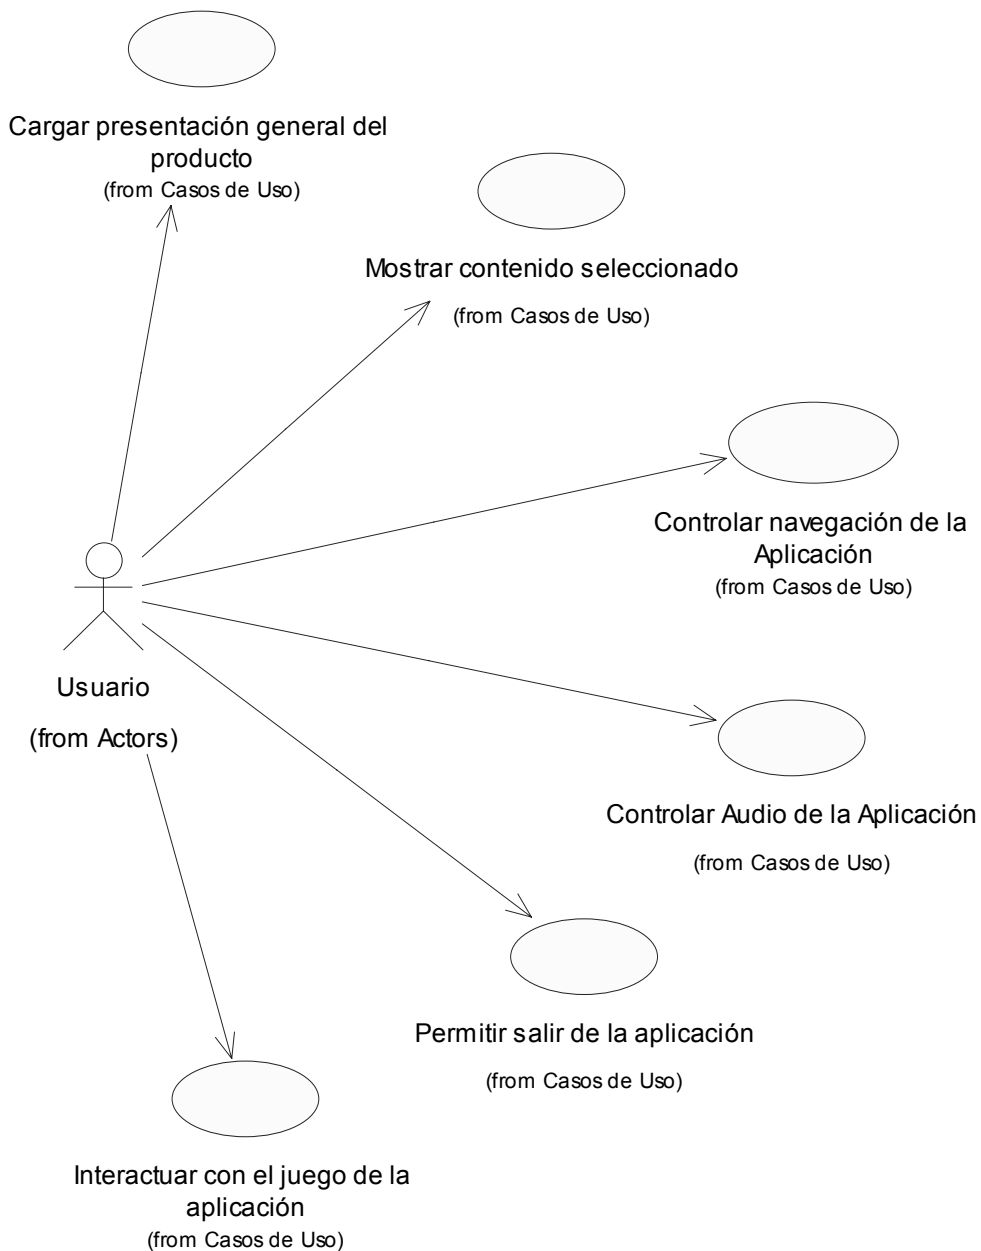 Cargar presentación general del
producto
(from Casos de Uso)
Mostrar contenido seleccionado
(from Casos de Uso)
Controlar navegación de la
Aplicación
(from Casos de Uso)
Usuario
(from Actors)
Controlar Audio de la Aplicación
(from Casos de Uso)
Permitir salir de la aplicación
(from Casos de Uso)
Interactuar con el juego de la
aplicación
(from Casos de Uso)